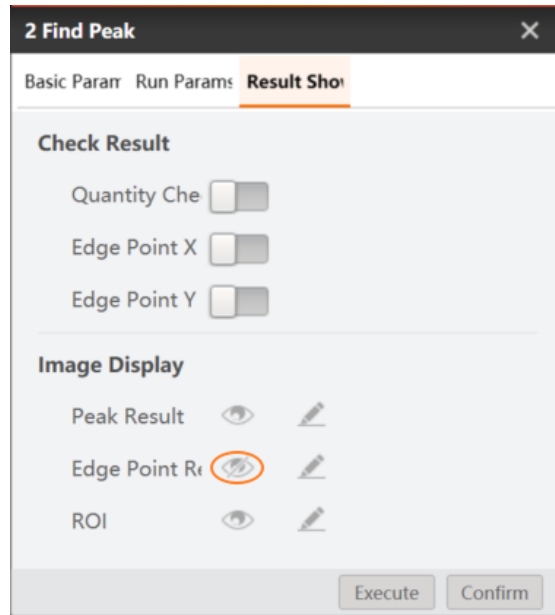 2 Find Peak
Basic Param Run Params Result Show
Check Result
Quantity Che
Edge Point X
Edge Point Y
Image Display
Peak Result
Edge Point Re
ROI
Execute Confirm